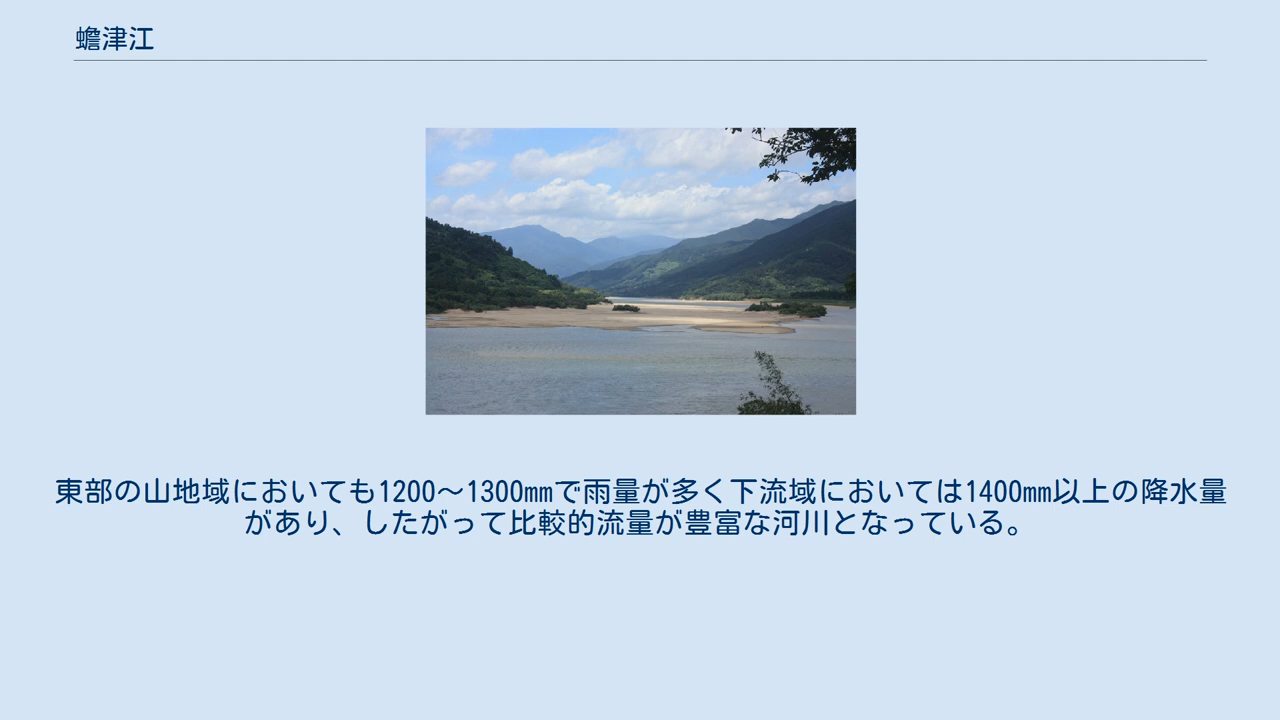 蟾津江
東部の山地域においても1200～1300㎜で雨量が多く下流域においては1400㎜以上の降水量
があり、したがって比較的流量が豊富な河川となっている。